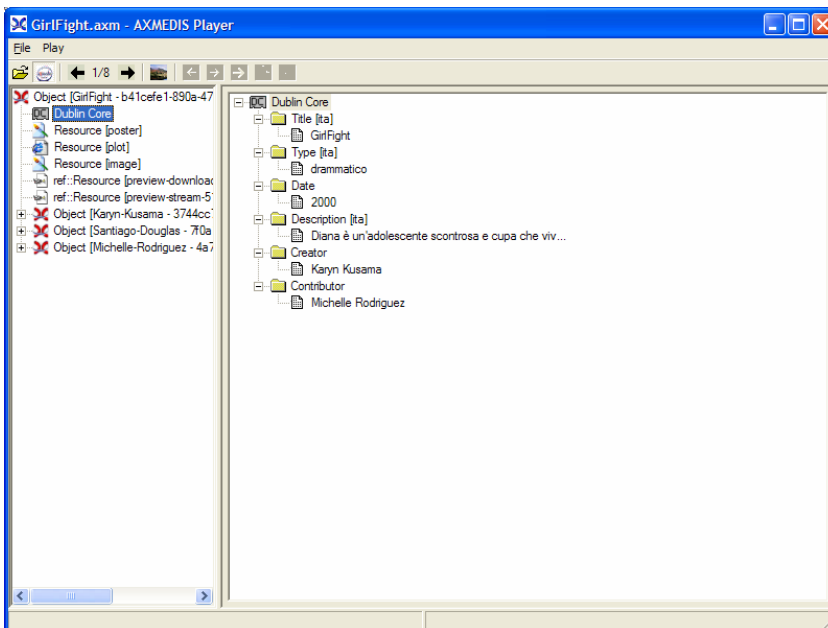 GirlFight.axm - AXMEDIS Player
File Play
1/8
Object [GirlFight - b41cefe1-890a-47
Dublin Core
Resource [poster]
Resource [plot]
Resource [image]
ref::Resource [preview-download
ref::Resource [preview-stream-5
Object [Karyn-Kusama - 3744cc
Object [Santiago-Douglas - 7f0a
Object [Michelle-Rodriguez - 4a7
DC Dublin Core
Title [ita]
GirlFight
Type [ita]
drammatico
Date
2000
Description [ita]
Diana è un'adolescente scontrosa e cupa che viv...
Creator
Karyn Kusama
Contributor
Michelle Rodriguez